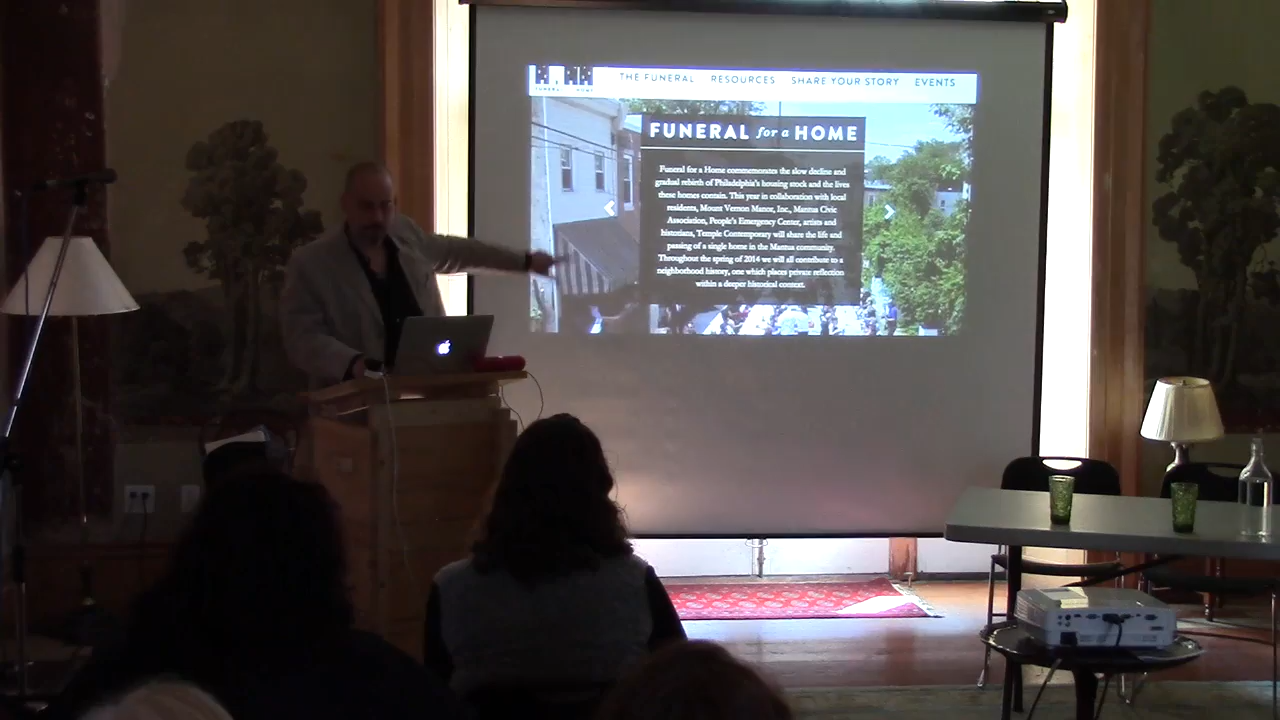 THE FUNERAL RESOURCES SHARE YOUR STORY EVENTS
FUNERAL HOME
FUNERAL for a HOME
Funeral for a Home commemorates the slow decline and
gradual rebirth of Philadelphia's housing stock and the lives
these homes contain. This year in collaboration with local
residents, Mount Vernon Manor, Inc., Mantua Civic
Association, People's Emergency Center, artists and
historians, Temple Contemporary will share the life and
passing of a single home in the Mantua community.
Throughout the spring of 2014 we will all contribute to a
neighborhood history, one which places private reflection
within a deeper historical context.